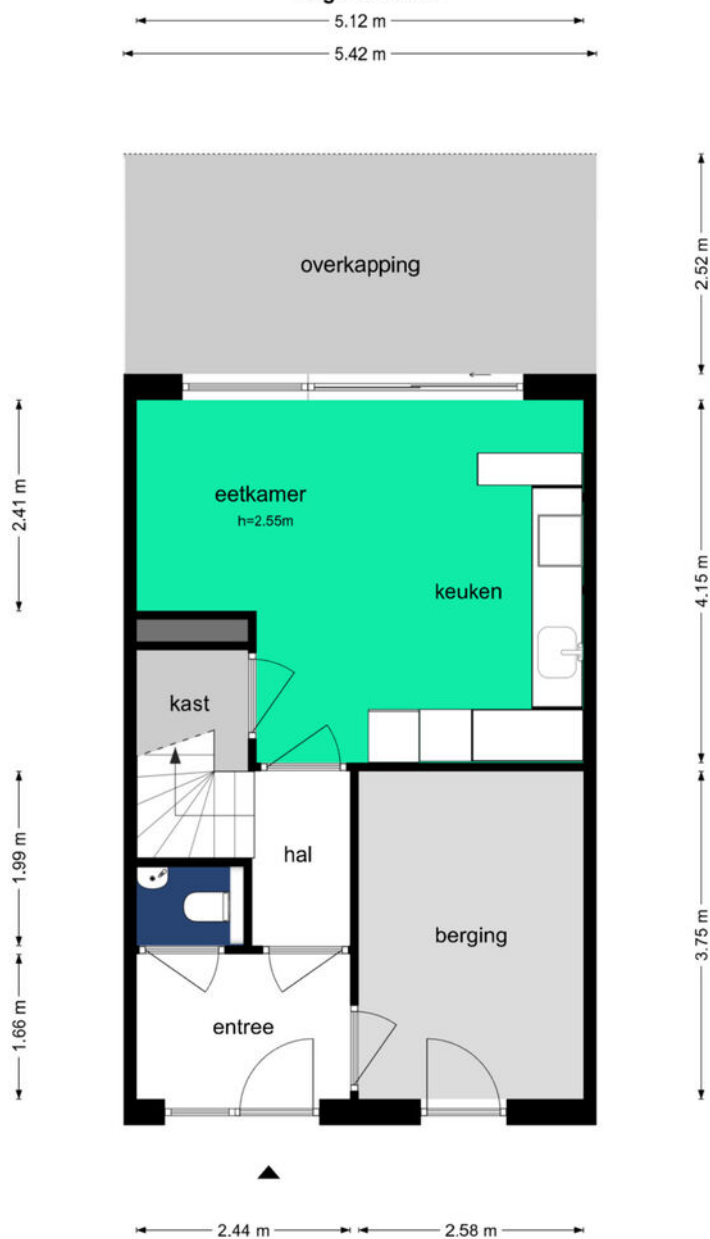 5.12 m
5.42 m
overkapping
2.52 m
2.41 m
eetkamer
h=2.55m
keuken
4.15 m
kast
1.99 m
hal
berging
3.75 m
1.66 m
entree
2.44 m
2.58 m